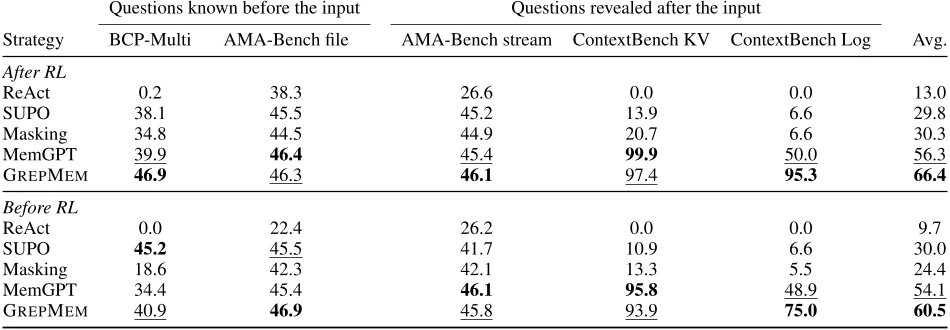 Questions known before the input Questions revealed after the input
Strategy BCP-Multi AMA-Bench file AMA-Bench stream ContextBench KV ContextBench Log Avg.
After RL
ReAct 0.2 38.3 26.6 0.0 0.0 13.0
SUPO 38.1 45.5 45.2 13.9 6.6 29.8
Masking 34.8 44.5 44.9 20.7 6.6 30.3
MemGPT 39.9 46.4 45.4 99.9 50.0 56.3
GREPMEM 46.9 46.3 46.1 97.4 95.3 66.4
Before RL
ReAct 0.0 22.4 26.2 0.0 0.0 9.7
SUPO 45.2 45.5 41.7 10.9 6.6 30.0
Masking 18.6 42.3 42.1 13.3 5.5 24.4
MemGPT 34.4 45.4 46.1 95.8 48.9 54.1
GREPMEM 40.9 46.9 45.8 93.9 75.0 60.5